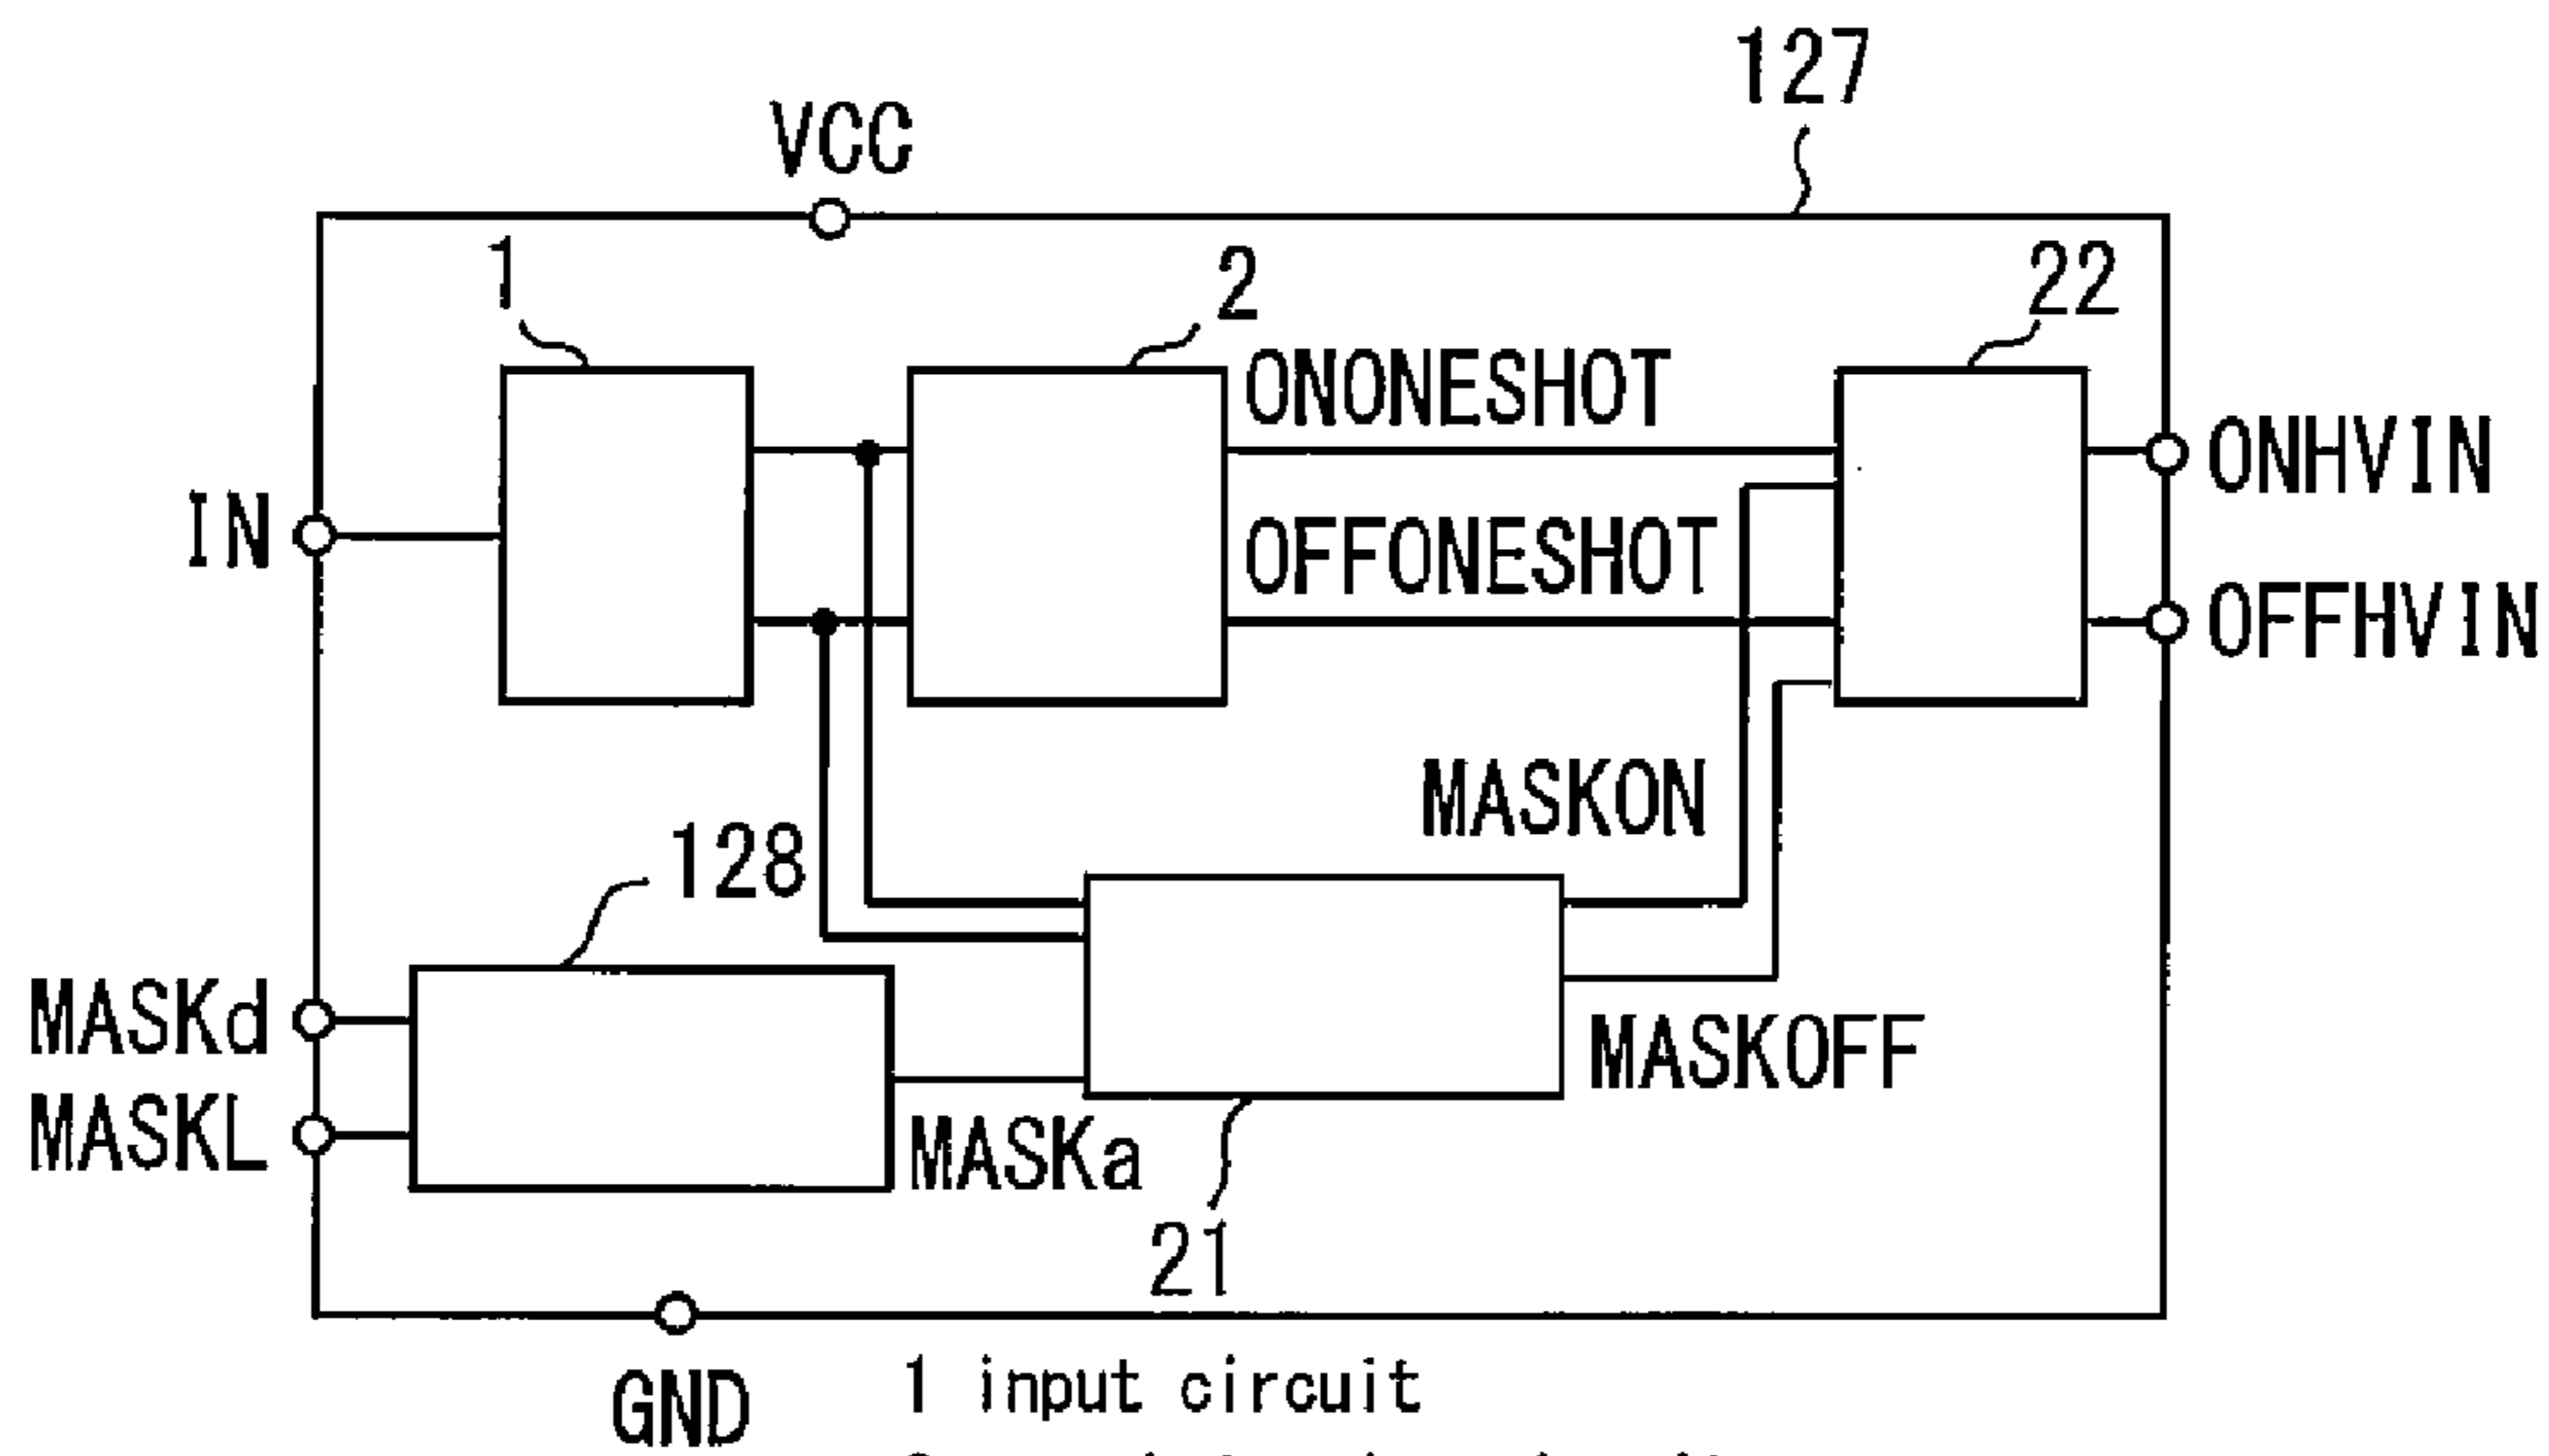 127
VCC
1
2
22
ONONESHOT
ONHVIN
IN
OFFONESHOT
OFFHVIN
MASKON
128
MASKd
MASKOFF
MASKL
MASKa
21
GND
1 input circuit